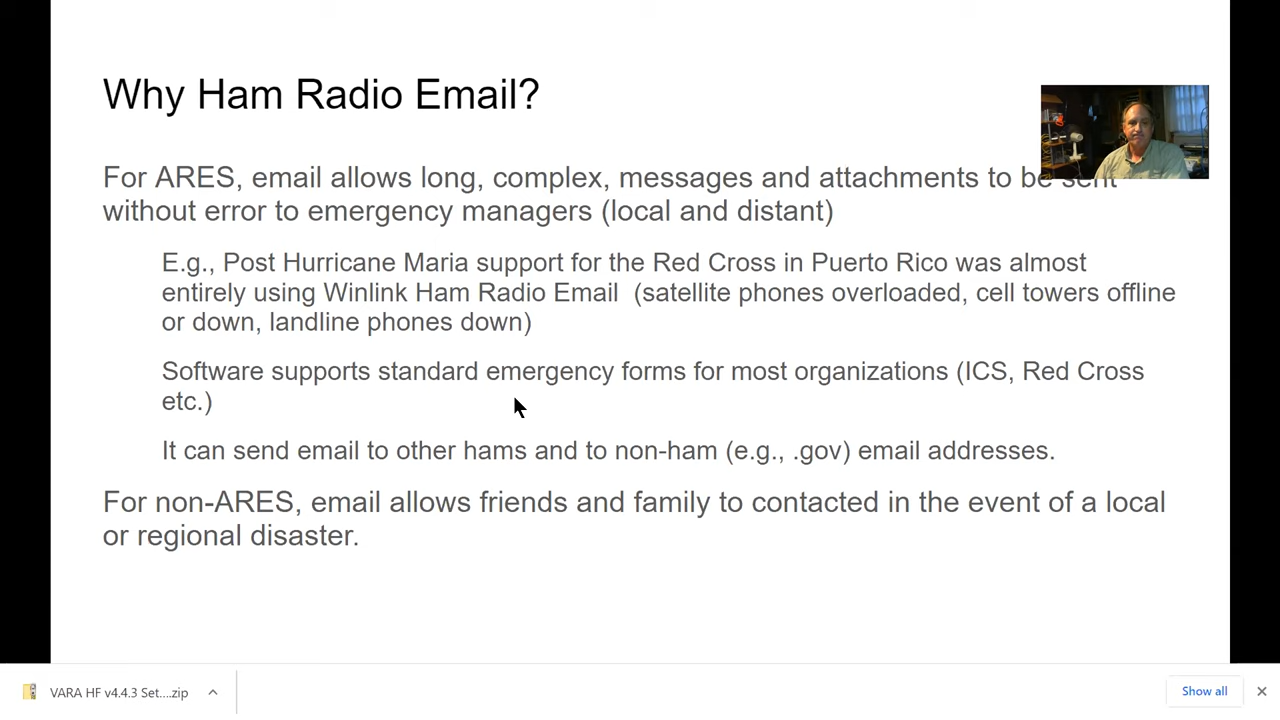 Why Ham Radio Email?
For ARES, email allows long, complex, messages and attachments to be sent
without error to emergency managers (local and distant)
E.g., Post Hurricane Maria support for the Red Cross in Puerto Rico was almost
entirely using Winlink Ham Radio Email (satellite phones overloaded, cell towers offline
or down, landline phones down)
Software supports standard emergency forms for most organizations (ICS, Red Cross
etc.)
It can send email to other hams and to non-ham (e.g., .gov) email addresses.
For non-ARES, email allows friends and family to contacted in the event of a local
or regional disaster.
VARA HF v4.4.3 Set....zip
Show all